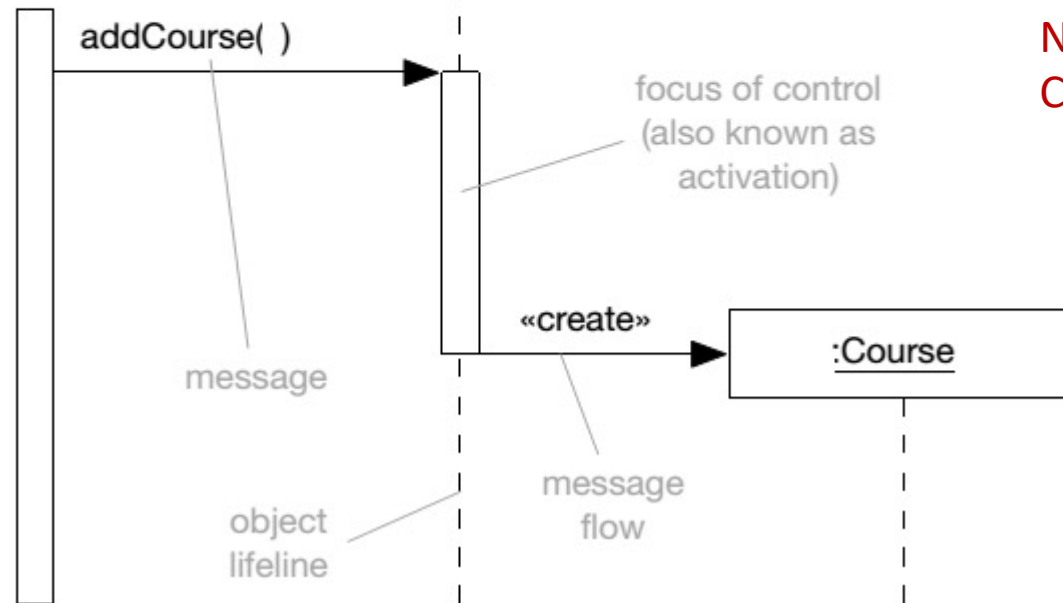 addCourse( )
N
C
focus of control
(also known as
activation)
«create»
:Course
message
message
flow
object
lifeline